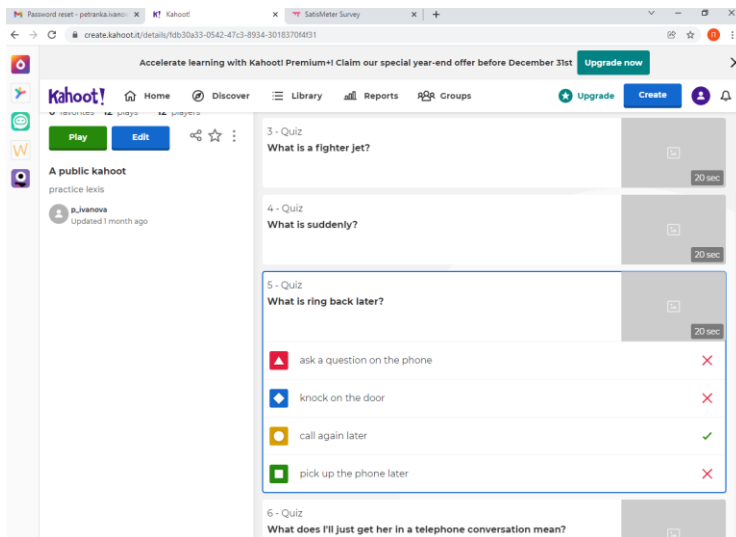 Password reset - petranka.ivano
Kahoot!
SatisMeter Survey
create.kahoot.it/details/fdb30a33-0542-47c3-8934-3018370f4f31
Accelerate learning with Kahoot! Premium+! Claim our special year-end offer before December 31st
Upgrade now
Kahoot!
Home
Discover
Library
Reports
Groups
Upgrade
Create
0 favorites 12 plays 12 players
Play
Edit
A public kahoot
practice lexis
p_ivanova
Updated 1 month ago
3 - Quiz
What is a fighter jet?
20 sec
4 - Quiz
What is suddenly?
20 sec
5 - Quiz
What is ring back later?
20 sec
ask a question on the phone
knock on the door
call again later
pick up the phone later
6 - Quiz
What does I'll just get her in a telephone conversation mean?